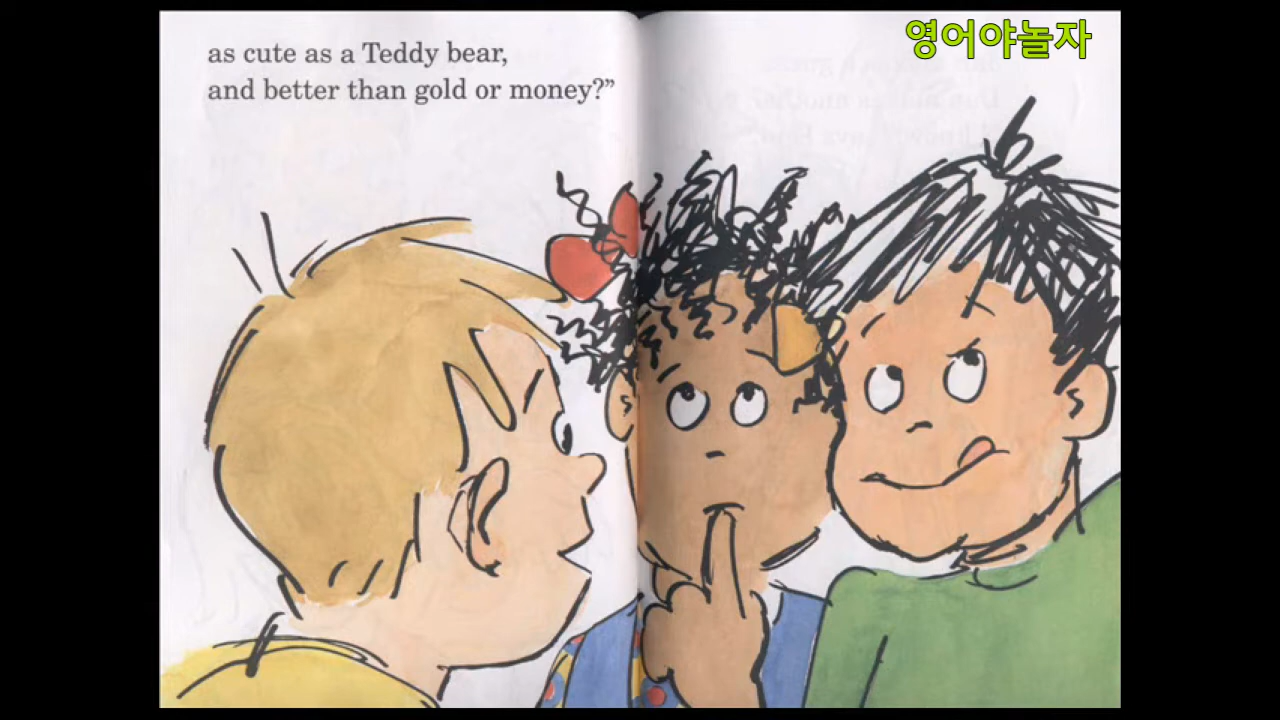 as cute as a Teddy bear,
and better than gold or money?”
영어야놀자